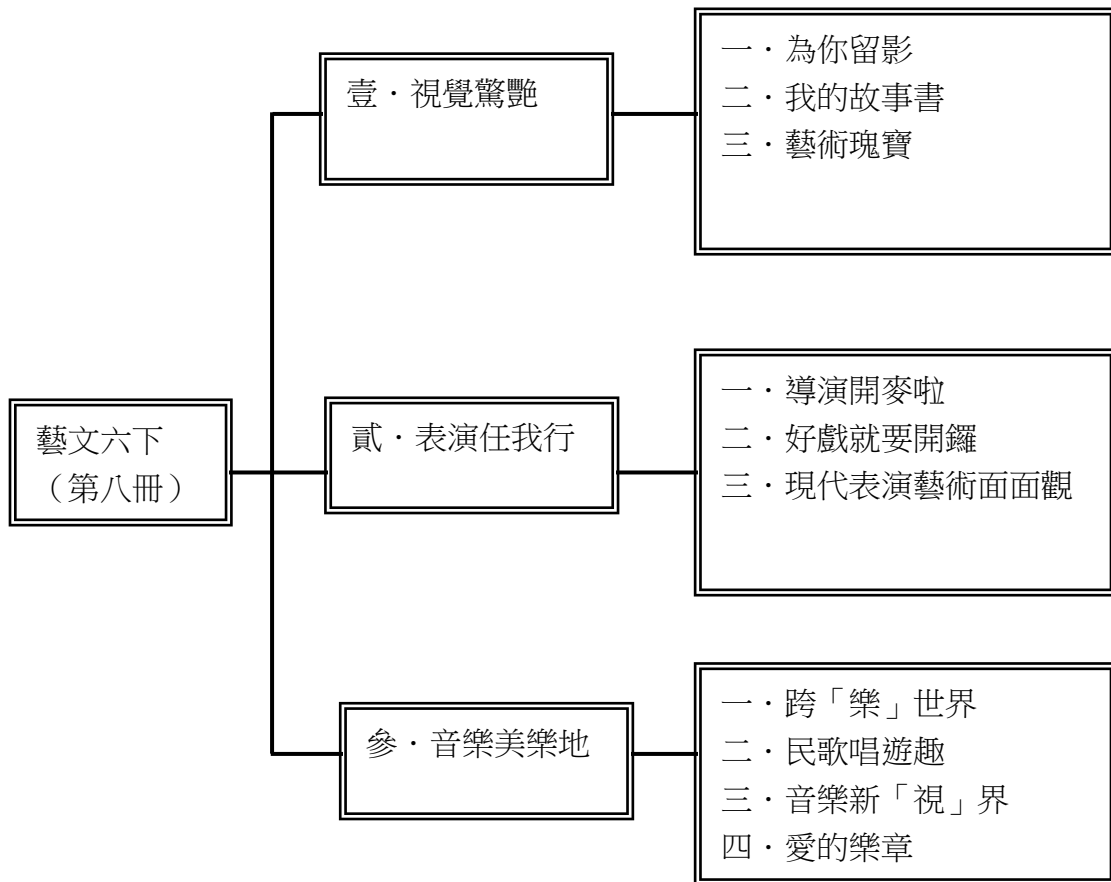 藝文六下
（第八冊）
壹．視覺驚艷
一．為你留影
二．我的故事書
三．藝術瑰寶
貳．表演任我行
一．導演開麥啦
二．好戲就要開鑼
三．現代表演藝術面面觀
參．音樂美樂地
一．跨「樂」世界
二．民歌唱遊趣
三．音樂新「視」界
四．愛的樂章